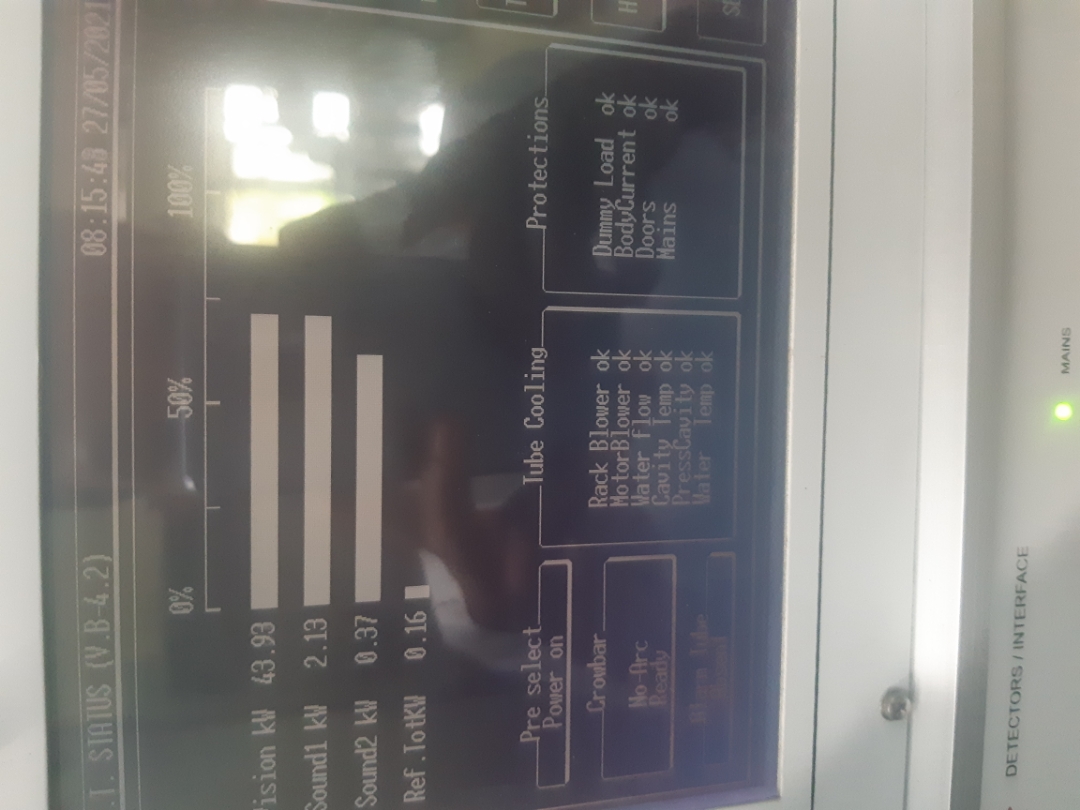 .T. STATUS (V.B-4.2) 08:15:48 27/05/2021
0% 50% 100%
Vision kW 43.93
Sound1 kW 2.13
Sound2 kW 0.37
Ref.TotKW 0.16
Pre select
Power on
Crowbar
No-Arc
Ready
Tube Cooling
Rack Blower ok
MotorBlower ok
Water flow ok
Cavity Temp ok
PressCavity ok
Water Temp ok
Protections
Dummy Load ok
BodyCurrent ok
Doors ok
Mains ok
DETECTORS / INTERFACE
MAINS